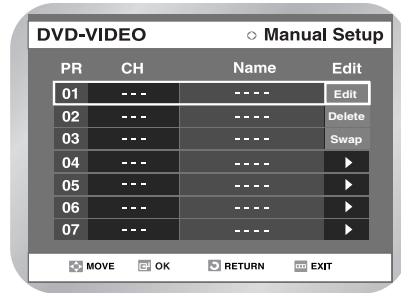 DVD-VIDEO Manual Setup
PR CH Name Edit
01 --- ---- Edit
02 --- ---- Delete
03 --- ---- Swap
04 --- ----
05 --- ----
06 --- ----
07 --- ----
MOVE OK RETURN EXIT